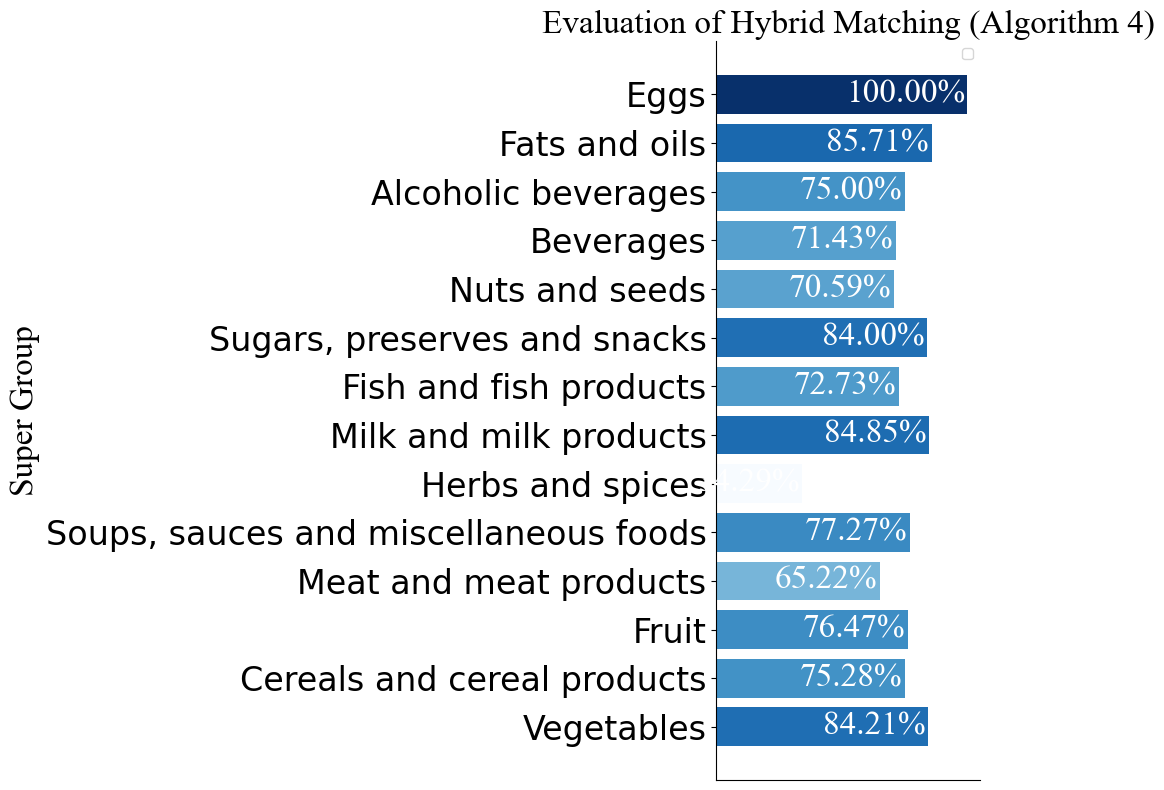 Evaluation of Hybrid Matching (Algorithm 4)
Super Group
Eggs 100.00%
Fats and oils 85.71%
Alcoholic beverages 75.00%
Beverages 71.43%
Nuts and seeds 70.59%
Sugars, preserves and snacks 84.00%
Fish and fish products 72.73%
Milk and milk products 84.85%
Herbs and spices
Soups, sauces and miscellaneous foods 77.27%
Meat and meat products 65.22%
Fruit 76.47%
Cereals and cereal products 75.28%
Vegetables 84.21%